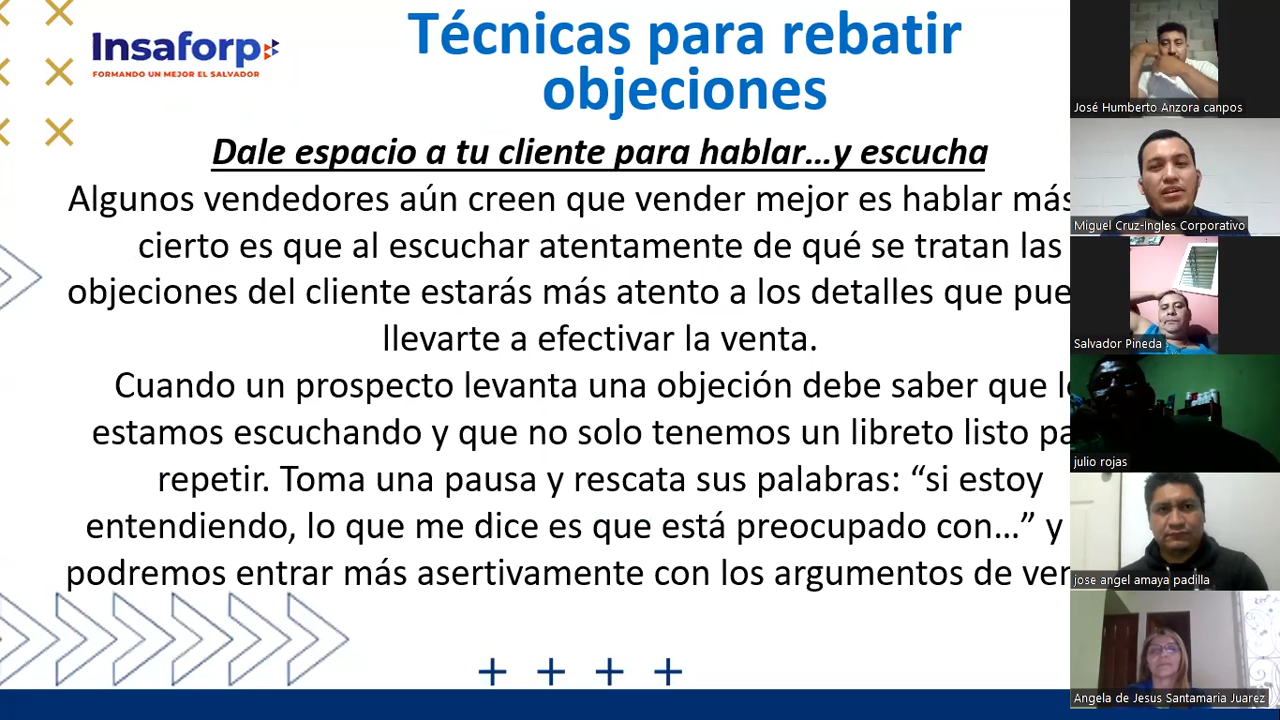 Insaforp
FORMANDO UN MEJOR EL SALVADOR
Técnicas para rebatir
objeciones
Dale espacio a tu cliente para hablar...y escucha
Algunos vendedores aún creen que vender mejor es hablar más
cierto es que al escuchar atentamente de qué se tratan las
objeciones del cliente estarás más atento a los detalles que
llevarte a efectivar la venta.
Cuando un prospecto levanta una objeción debe saber que
estamos escuchando y que no solo tenemos un libreto listo
repetir. Toma una pausa y rescata sus palabras: “si estoy
entendiendo, lo que me dice es que está preocupado con...” y
podremos entrar más asertivamente con los argumentos de
José Humberto Anzora canpos
Miguel Cruz-Ingles Corporativo
Salvador Pineda
julio rojas
jose angel amaya padilla
Angela de Jesus Santamaria Juarez